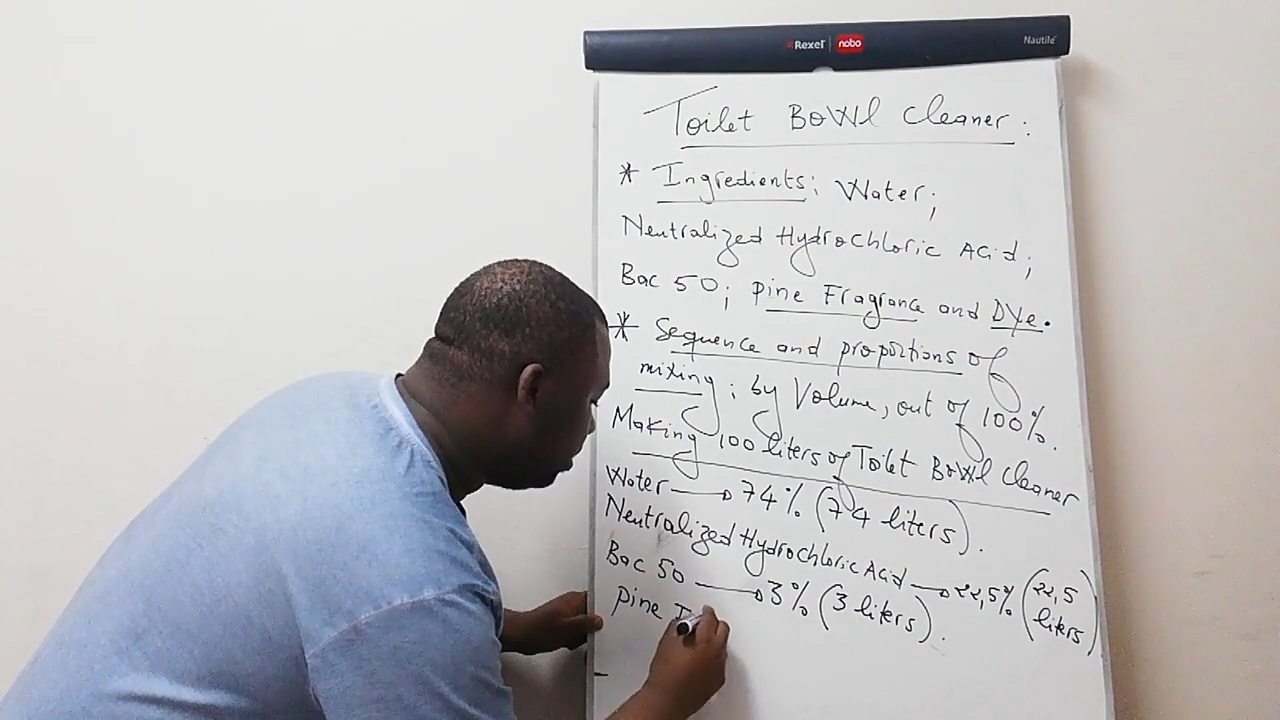 Rexel nobo Nautile
Toilet Bowl Cleaner:
* Ingredients: Water;
Neutralized Hydrochloric Acid;
Bac 50; pine Fragrance and Dye.
* Sequence and proportions of
mixing: by Volume, out of 100%.
Making 100 liters of Toilet Bowl Cleaner
Water → 74% (74 liters).
Neutralized Hydrochloric Acid → 22,5% (22,5 liters)
Bac 50 → 3% (3 liters).
pine